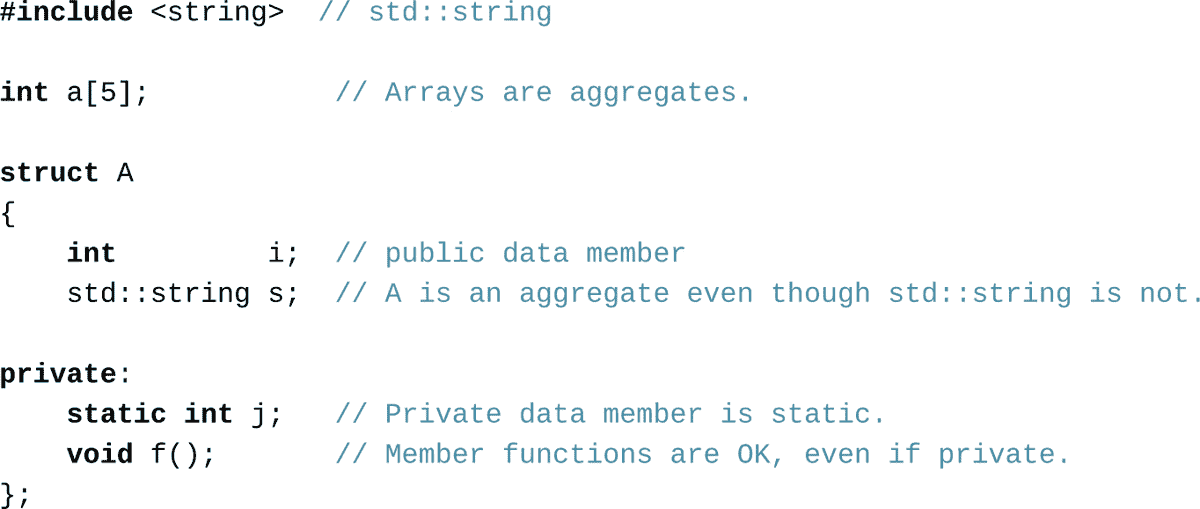 #include <string>  // std::string
int a[5];           // Arrays are aggregates.
struct A
{
    int         i;  // public data member
    std::string s;  // A is an aggregate even though std::string is not.
private:
    static int j;   // Private data member is static.
    void f();       // Member functions are OK, even if private.
};